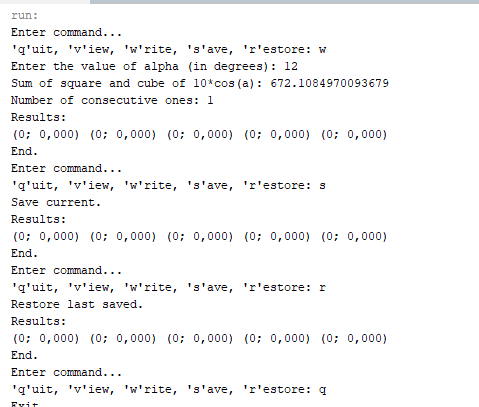 run:
Enter command...
'q'uit, 'v'iew, 'w'rite, 's'ave, 'r'estore: w
Enter the value of alpha (in degrees): 12
Sum of square and cube of 10*cos(a): 672.1084970093679
Number of consecutive ones: 1
Results:
(0; 0,000) (0; 0,000) (0; 0,000) (0; 0,000) (0; 0,000)
End.
Enter command...
'q'uit, 'v'iew, 'w'rite, 's'ave, 'r'estore: s
Save current.
Results:
(0; 0,000) (0; 0,000) (0; 0,000) (0; 0,000) (0; 0,000)
End.
Enter command...
'q'uit, 'v'iew, 'w'rite, 's'ave, 'r'estore: r
Restore last saved.
Results:
(0; 0,000) (0; 0,000) (0; 0,000) (0; 0,000) (0; 0,000)
End.
Enter command...
'q'uit, 'v'iew, 'w'rite, 's'ave, 'r'estore: q
Exit